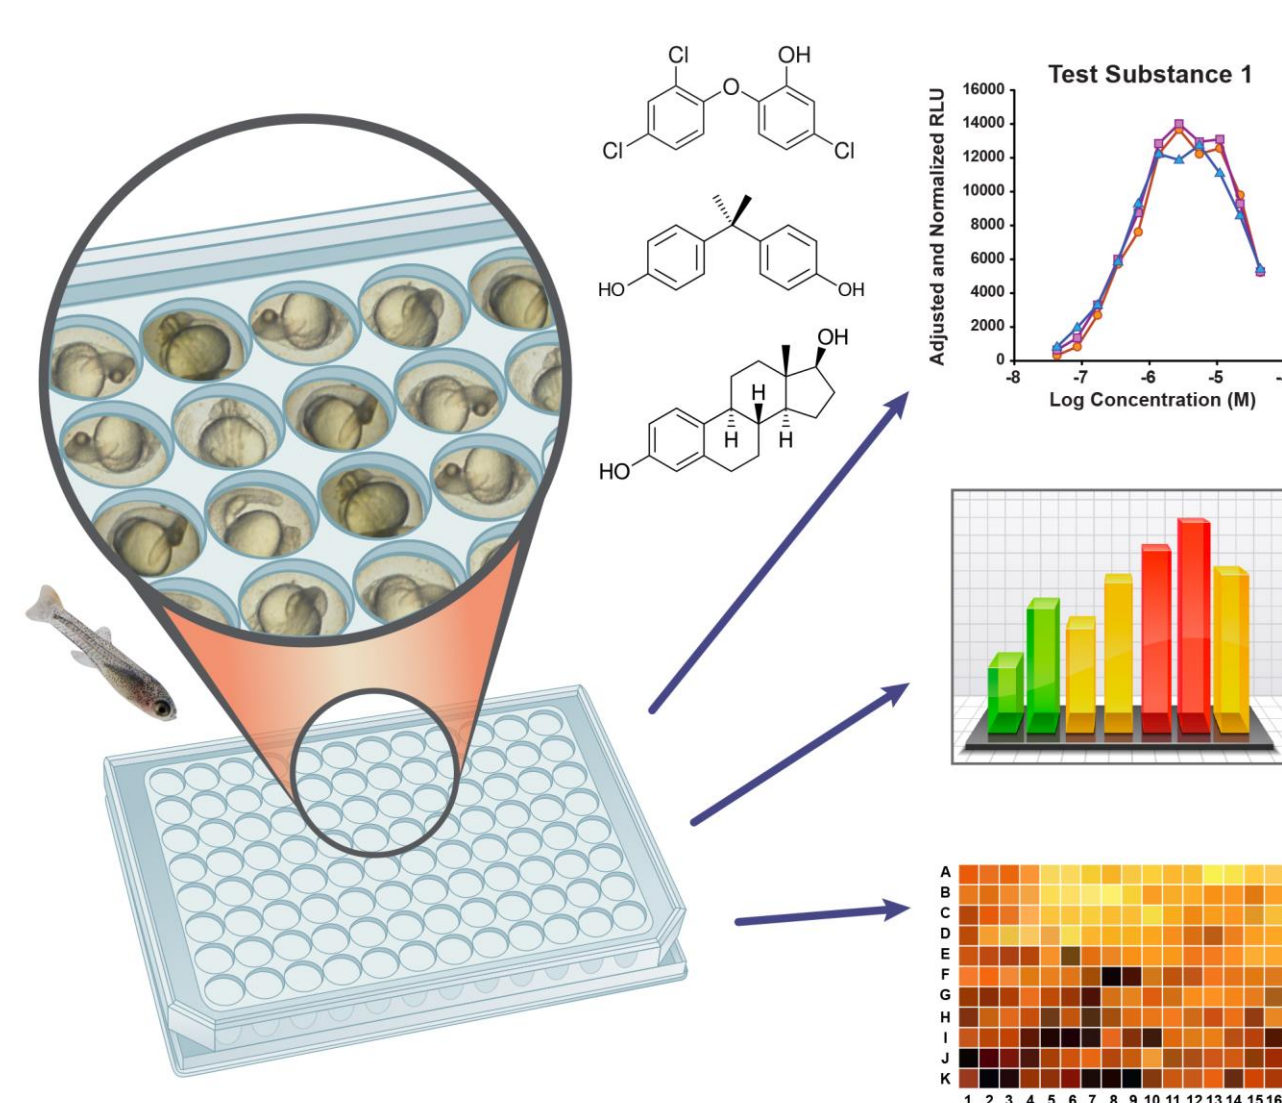 Cl
OH
O
Cl
Cl
HO
OH
OH
H
H
H
HO
Test Substance 1
Adjusted and Normalized RLU
16000
14000
12000
10000
8000
6000
4000
2000
0
-8 -7 -6 -5
Log Concentration (M)
A
B
C
D
E
F
G
H
I
J
K
1 2 3 4 5 6 7 8 9 10 11 12 13 14 15 16